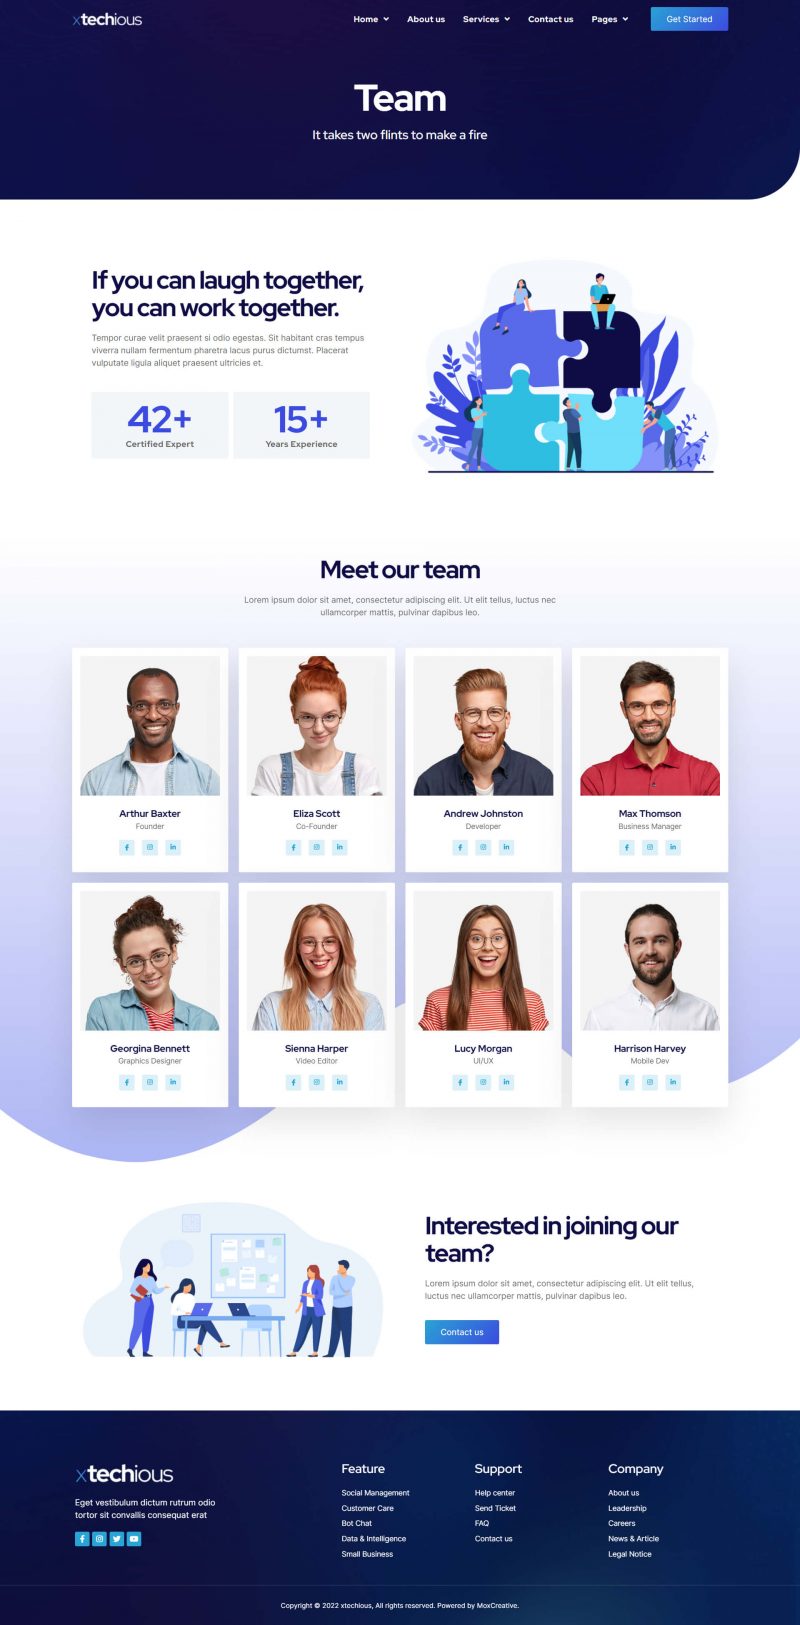 xtechious
Home About us Services Contact us Pages Get Started
Team
It takes two flints to make a fire
If you can laugh together,
you can work together.
Tempor curae velit praesent si odio egestas. Sit habitant cras tempus
viverra nullam fermentum pharetra lacus purus dictumst. Placerat
vulputate ligula aliquet praesent ultricies et.
42+
Certified Expert
15+
Years Experience
Meet our team
Lorem ipsum dolor sit amet, consectetur adipiscing elit. Ut elit tellus, luctus nec
ullamcorper mattis, pulvinar dapibus leo.
Arthur Baxter
Founder
Eliza Scott
Co-Founder
Andrew Johnston
Developer
Max Thomson
Business Manager
Georgina Bennett
Graphics Designer
Sienna Harper
Video Editor
Lucy Morgan
UI/UX
Harrison Harvey
Mobile Dev
Interested in joining our
team?
Lorem ipsum dolor sit amet, consectetur adipiscing elit. Ut elit tellus,
luctus nec ullamcorper mattis, pulvinar dapibus leo.
Contact us
xtechious
Eget vestibulum dictum rutrum odio
tortor sit convallis consequat erat
Feature
Social Management
Customer Care
Bot Chat
Data & Intelligence
Small Business
Support
Help center
Send Ticket
FAQ
Contact us
Company
About us
Leadership
Careers
News & Article
Legal Notice
Copyright © 2022 xtechious, All rights reserved. Powered by MoxCreative.